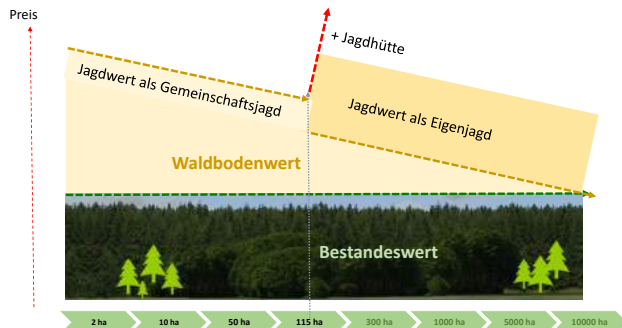 Preis
+ Jagdhütte
Jagdwert als Gemeinschaftsjagd
Jagdwert als Eigenjagd
Waldbodenwert
Bestandeswert
2 ha
10 ha
50 ha
115 ha
300 ha
1000 ha
5000 ha
10000 ha